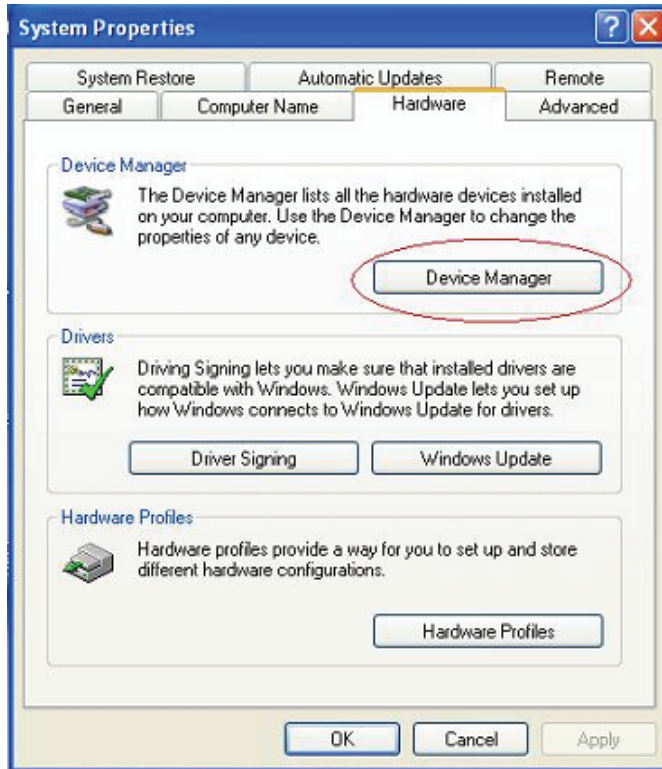 System Properties
System Restore Automatic Updates Remote
General Computer Name Hardware Advanced
Device Manager
The Device Manager lists all the hardware devices installed
on your computer. Use the Device Manager to change the
properties of any device.
Device Manager
Drivers
Driving Signing lets you make sure that installed drivers are
compatible with Windows. Windows Update lets you set up
how Windows connects to Windows Update for drivers.
Driver Signing Windows Update
Hardware Profiles
Hardware profiles provide a way for you to set up and store
different hardware configurations.
Hardware Profiles
OK Cancel Apply